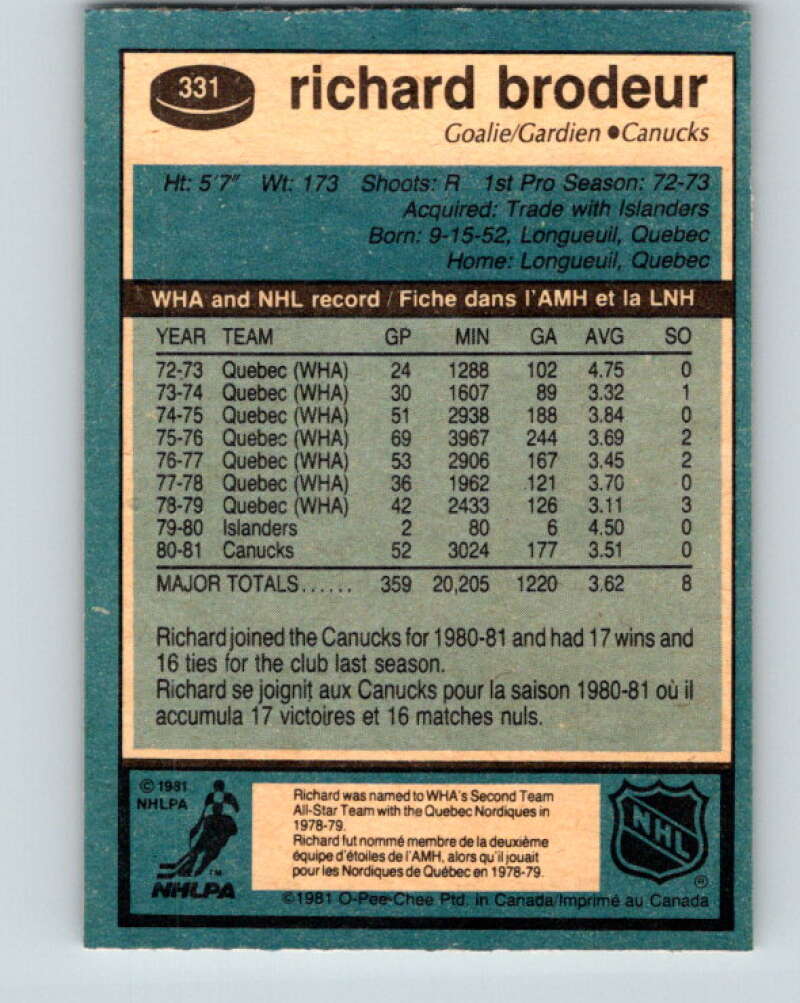 331
richard brodeur
Goalie/Gardien ●Canucks
Ht: 5'7" Wt: 173 Shoots: R 1st Pro Season: 72-73
Acquired: Trade with Islanders
Born: 9-15-52, Longueuil, Quebec
Home: Longueuil, Quebec
WHA and NHL record / Fiche dans l'AMH et la LNH
YEAR TEAM GP MIN GA AVG SO
72-73 Quebec (WHA) 24 1288 102 4.75 0
73-74 Quebec (WHA) 30 1607 89 3.32 1
74-75 Quebec (WHA) 51 2938 188 3.84 0
75-76 Quebec (WHA) 69 3967 244 3.69 2
76-77 Quebec (WHA) 53 2906 167 3.45 2
77-78 Quebec (WHA) 36 1962 121 3.70 0
78-79 Quebec (WHA) 42 2433 126 3.11 3
79-80 Islanders 2 80 6 4.50 0
80-81 Canucks 52 3024 177 3.51 0
MAJOR TOTALS...... 359 20,205 1220 3.62 8
Richard joined the Canucks for 1980-81 and had 17 wins and
16 ties for the club last season.
Richard se joignit aux Canucks pour la saison 1980-81 où il
accumula 17 victoires et 16 matches nuls.
© 1981
NHLPA
TM
NHLPA
Richard was named to WHA's Second Team
All-Star Team with the Quebec Nordiques in
1978-79.
Richard fut nommé membre de la deuxième
équipe d'étoiles de l'AMH, alors qu'il jouait
pour les Nordiques de Québec en 1978-79.
NHL
®
©1981 O-Pee-Chee Ptd. in Canada/Imprimé au Canada